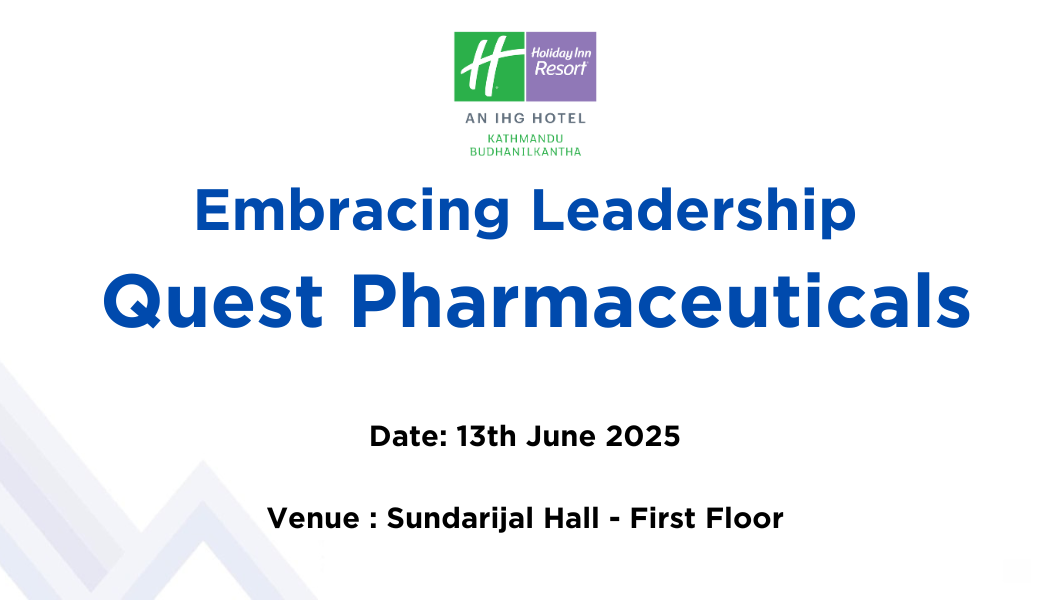 Holiday Inn
Resort
AN IHG HOTEL
KATHMANDU
BUDHANILKANTHA
Embracing Leadership
Quest Pharmaceuticals
Date: 13th June 2025
Venue : Sundarijal Hall - First Floor